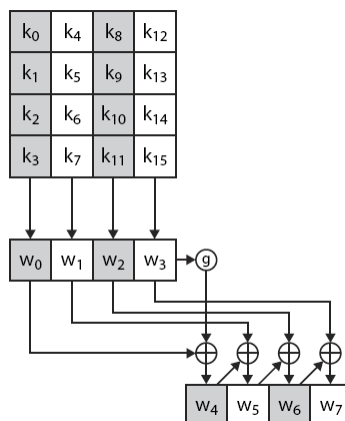 k₀ k₄ k₈ k₁₂
k₁ k₅ k₉ k₁₃
k₂ k₆ k₁₀ k₁₄
k₃ k₇ k₁₁ k₁₅
w₀ w₁ w₂ w₃ g
w₄ w₅ w₆ w₇